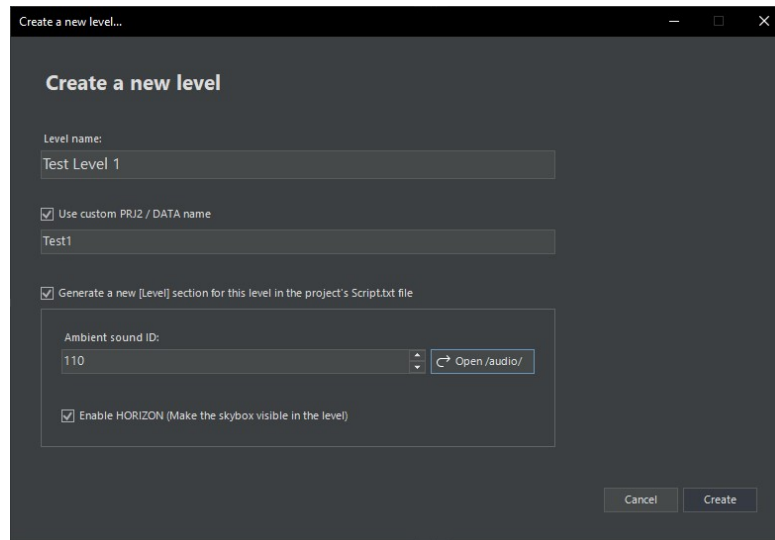 Create a new level...
Create a new level
Level name:
Test Level 1
Use custom PRJ2 / DATA name
Test1
Generate a new [Level] section for this level in the project's Script.txt file
Ambient sound ID:
110
Open /audio/
Enable HORIZON (Make the skybox visible in the level)
Cancel Create